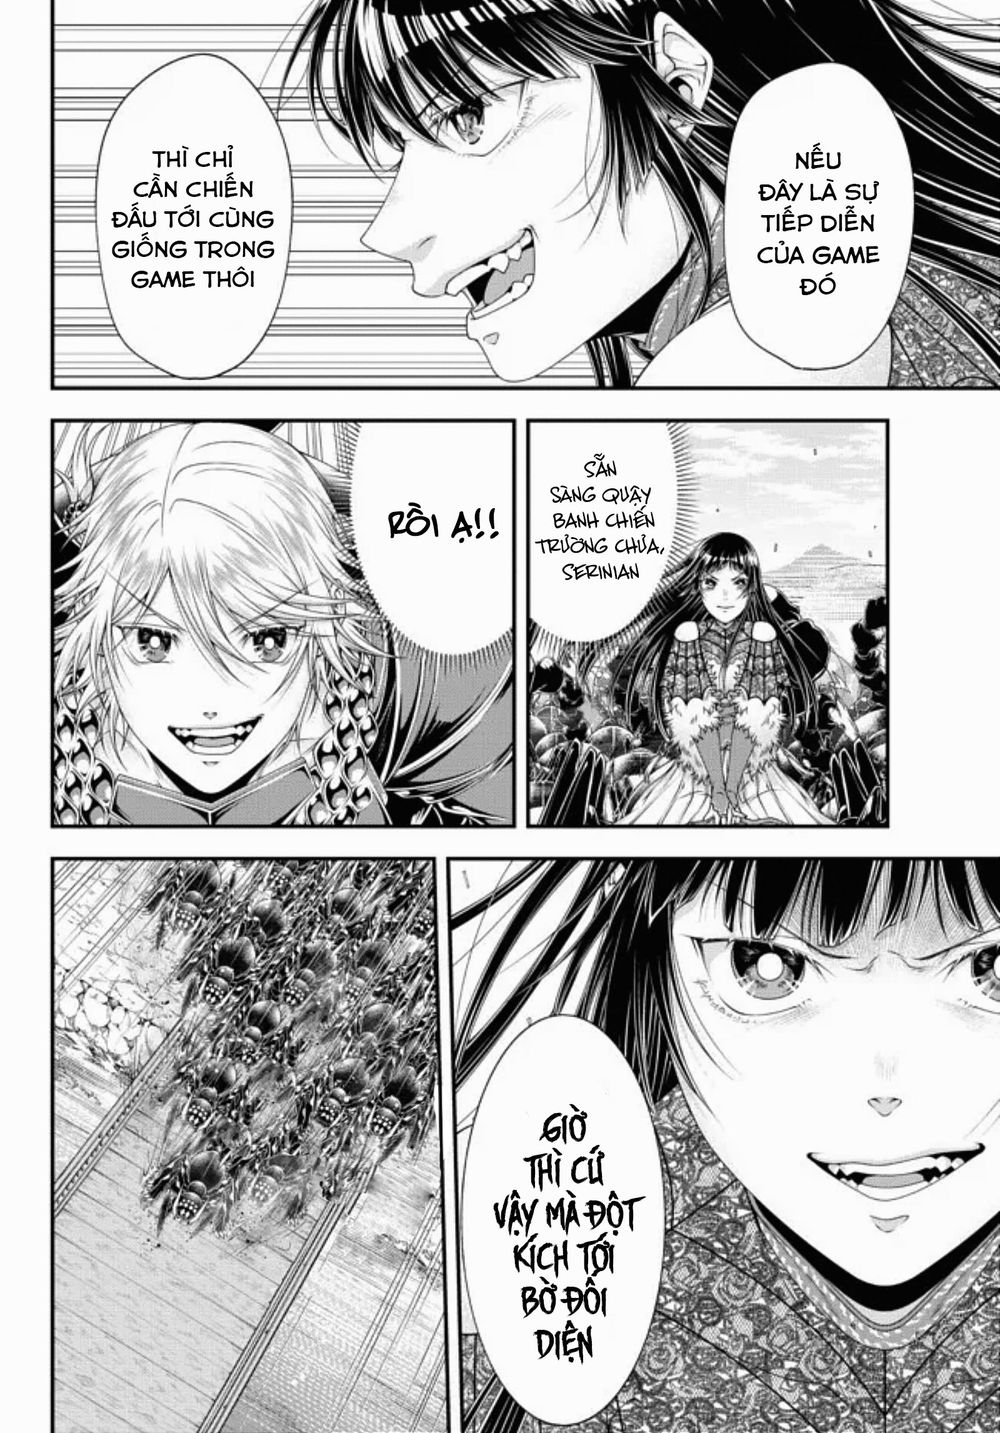 NẾU
ĐÂY LÀ SỰ
TIẾP DIỄN
CỦA GAME
ĐÓ
THÌ CHỈ
CẦN CHIẾN
ĐẤU TỚI CÙNG
GIỐNG TRONG
GAME THÔI
SẴN
SÀNG QUẬY
BANH CHIẾN
TRƯỜNG CHƯA,
SERINIAN
RỒI Ạ!!
GIỜ
THÌ CỨ
VẬY MÀ ĐỘT
KÍCH TỚI
BỜ ĐỐI
DIỆN